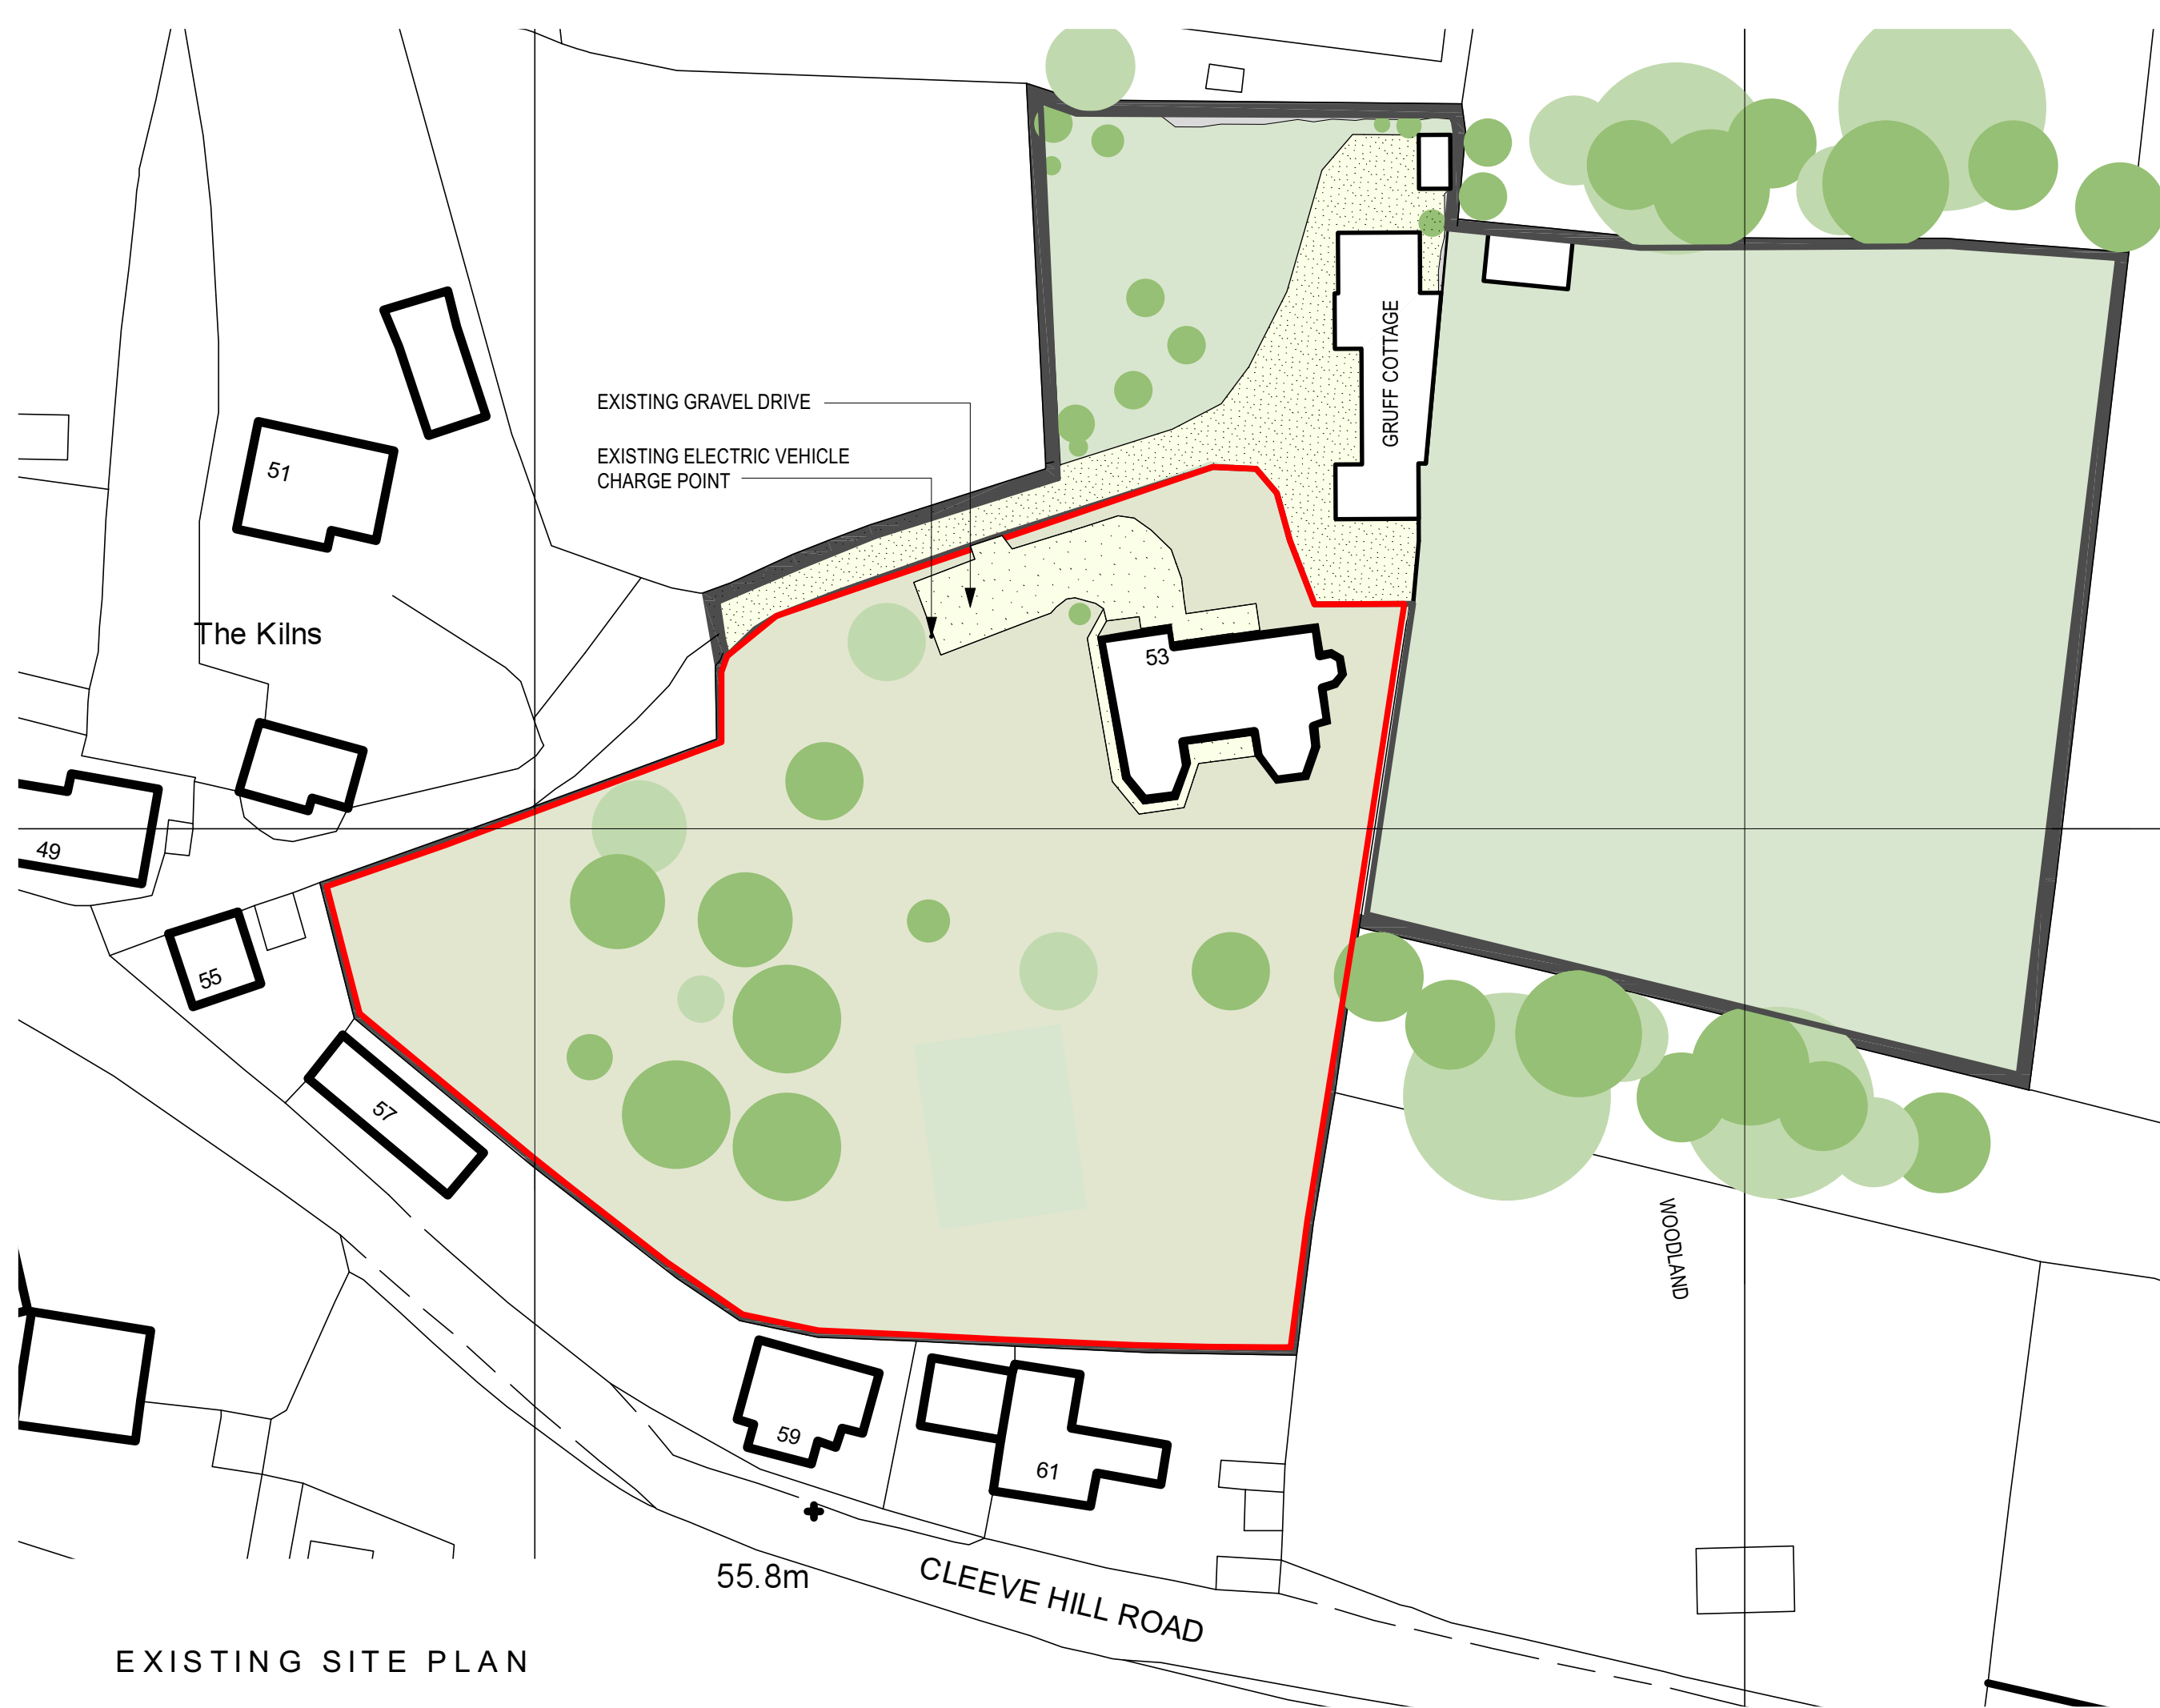 EXISTING GRAVEL DRIVE
EXISTING ELECTRIC VEHICLE
CHARGE POINT
GRUFF COTTAGE
51
The Kilns
53
49
55
57
WOODLAND
59
61
55.8m
CLEEVE HILL ROAD
EXISTING SITE PLAN